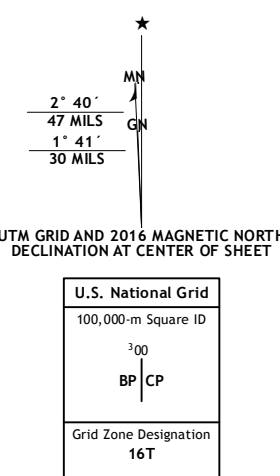 ★
MN
2° 40´
47 MILS
GN
1° 41´
30 MILS
UTM GRID AND 2016 MAGNETIC NORTH
DECLINATION AT CENTER OF SHEET
U.S. National Grid
100,000-m Square ID
³00
BP CP
Grid Zone Designation
16T